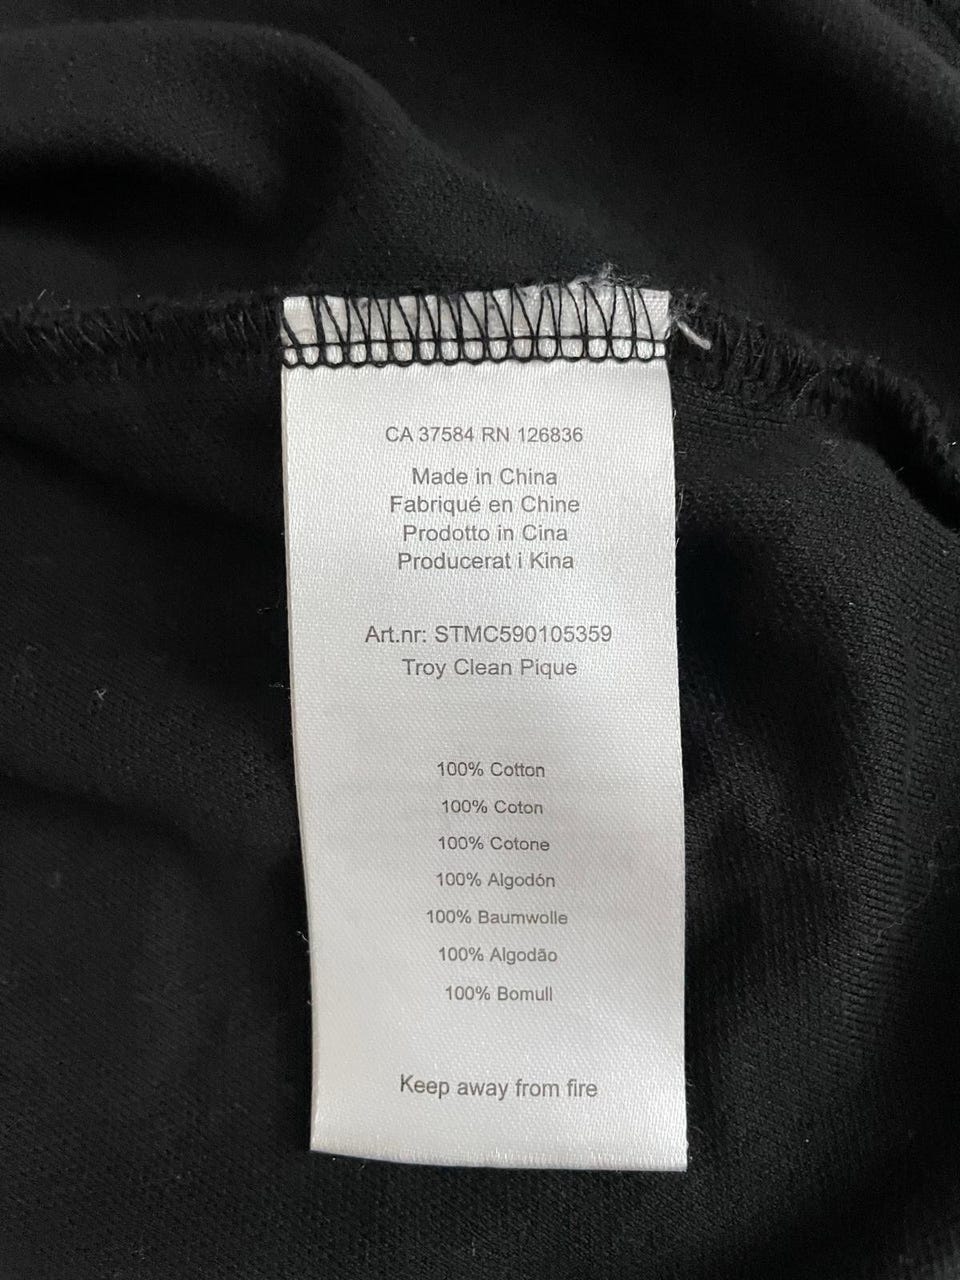 CA 37584 RN 126836
Made in China
Fabriqué en Chine
Prodotto in Cina
Producerat i Kina
Art.nr: STMC590105359
Troy Clean Pique
100% Cotton
100% Coton
100% Cotone
100% Algodón
100% Baumwolle
100% Algodão
100% Bomull
Keep away from fire